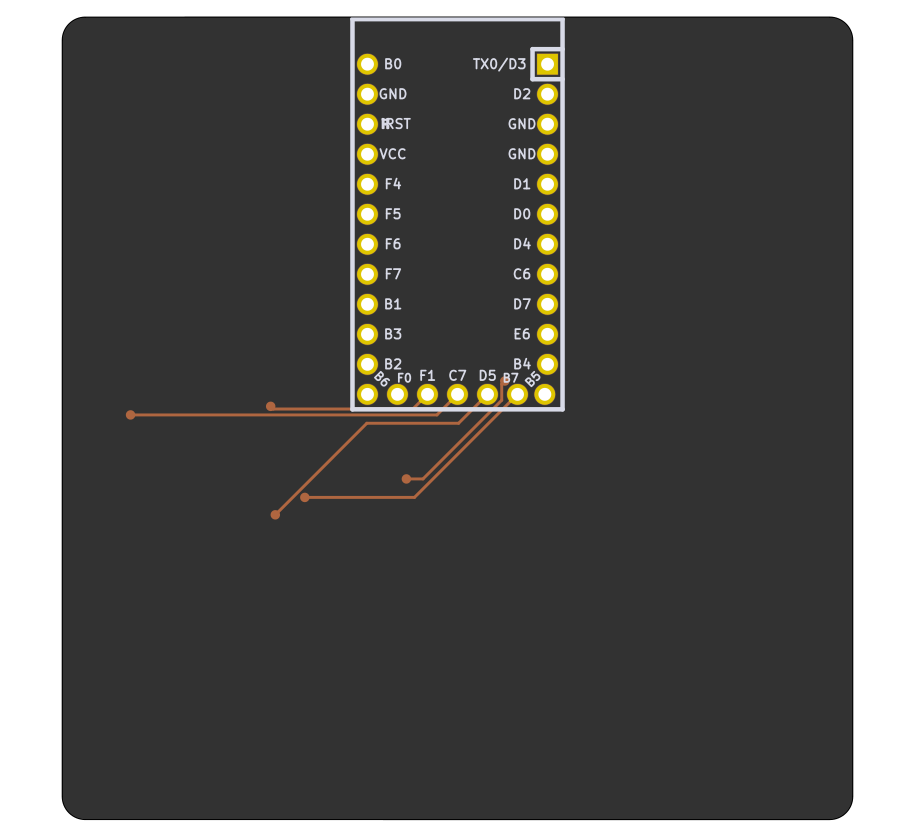 B0 TX0/D3
GND D2
RST GND
VCC GND
F4 D1
F5 D0
F6 D4
F7 C6
B1 D7
B3 E6
B2 B4
B6 F0 F1 C7 D5 B7 B5